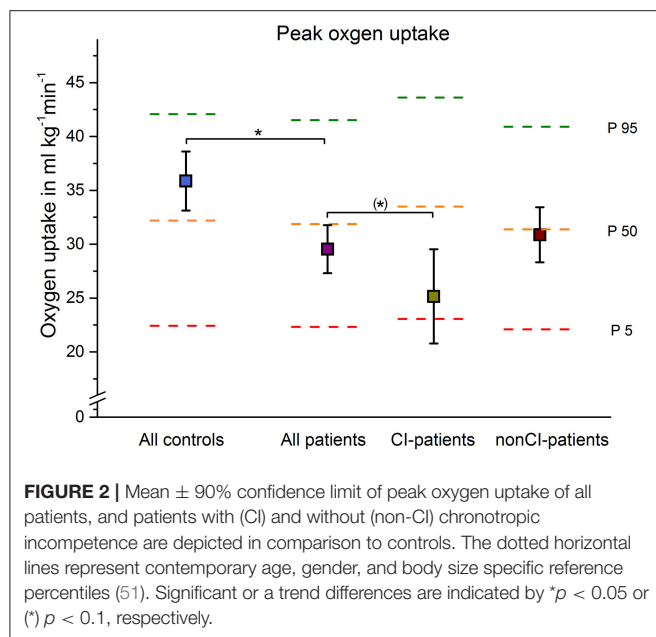 Peak oxgen uptake
Oxygen uptake in ml kg⁻¹min⁻¹
45
40
35
30
25
20
0
*
(*)
P 95
P 50
P 5
All controls
All patients
CI-patients
nonCI-patients
FIGURE 2 | Mean ± 90% confidence limit of peak oxygen uptake of all
patients, and patients with (CI) and without (non-CI) chronotropic
incompetence are depicted in comparison to controls. The dotted horizontal
lines represent contemporary age, gender, and body size specific reference
percentiles (51). Significant or a trend differences are indicated by *p < 0.05 or
(*) p < 0.1, respectively.